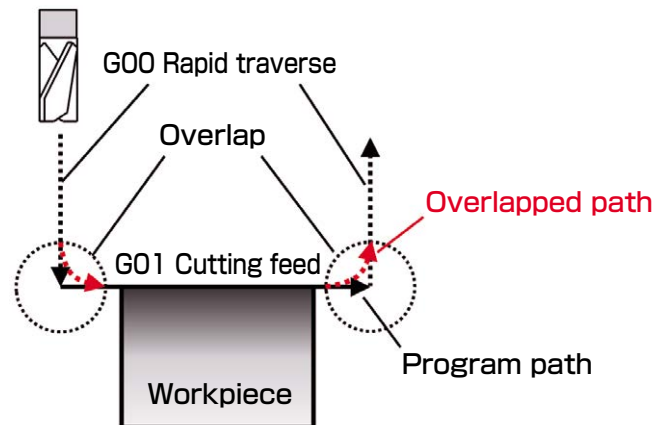 G00 Rapid traverse
Overlap
Overlapped path
G01 Cutting feed
Program path
Workpiece